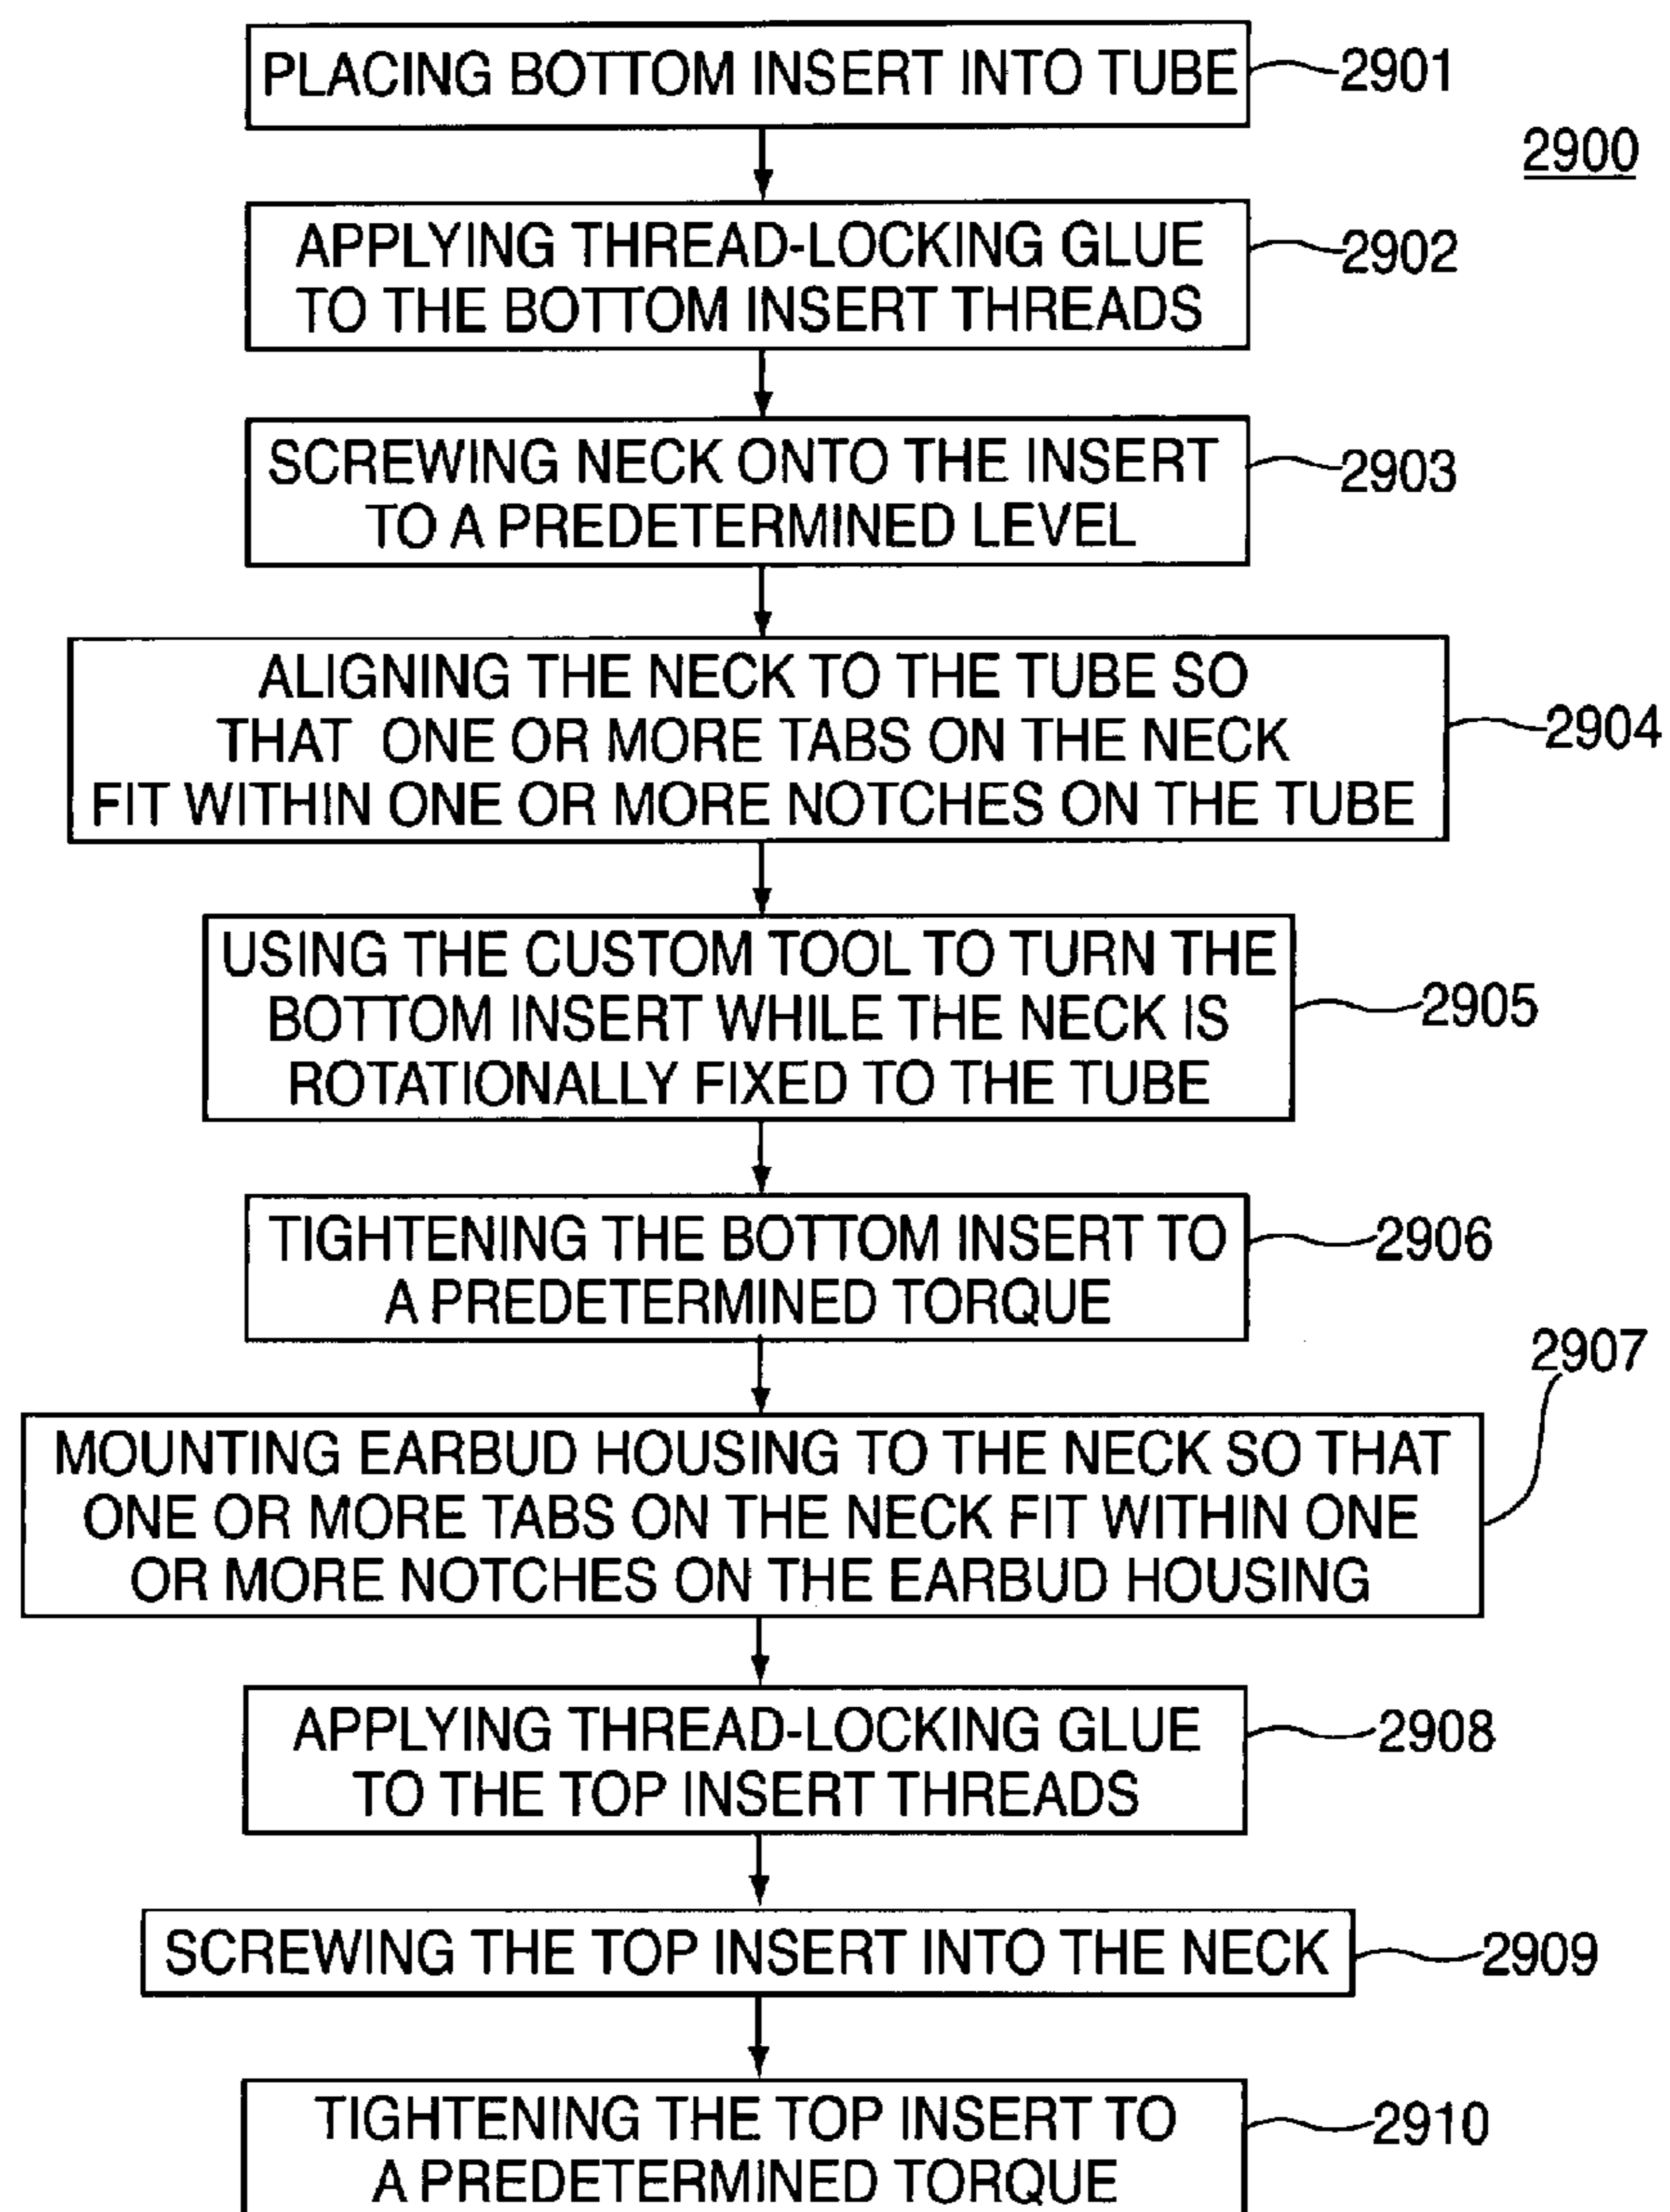 PLACING BOTTOM INSERT INTO TUBE
2901
2900
APPLYING THREAD-LOCKING GLUE
TO THE BOTTOM INSERT THREADS
2902
SCREWING NECK ONTO THE INSERT
TO A PREDETERMINED LEVEL
2903
ALIGNING THE NECK TO THE TUBE SO
THAT ONE OR MORE TABS ON THE NECK
FIT WITHIN ONE OR MORE NOTCHES ON THE TUBE
2904
USING THE CUSTOM TOOL TO TURN THE
BOTTOM INSERT WHILE THE NECK IS
ROTATIONALLY FIXED TO THE TUBE
2905
TIGHTENING THE BOTTOM INSERT TO
A PREDETERMINED TORQUE
2906
MOUNTING EARBUD HOUSING TO THE NECK SO THAT
ONE OR MORE TABS ON THE NECK FIT WITHIN ONE
OR MORE NOTCHES ON THE EARBUD HOUSING
2907
APPLYING THREAD-LOCKING GLUE
TO THE TOP INSERT THREADS
2908
SCREWING THE TOP INSERT INTO THE NECK
2909
TIGHTENING THE TOP INSERT TO
A PREDETERMINED TORQUE
2910